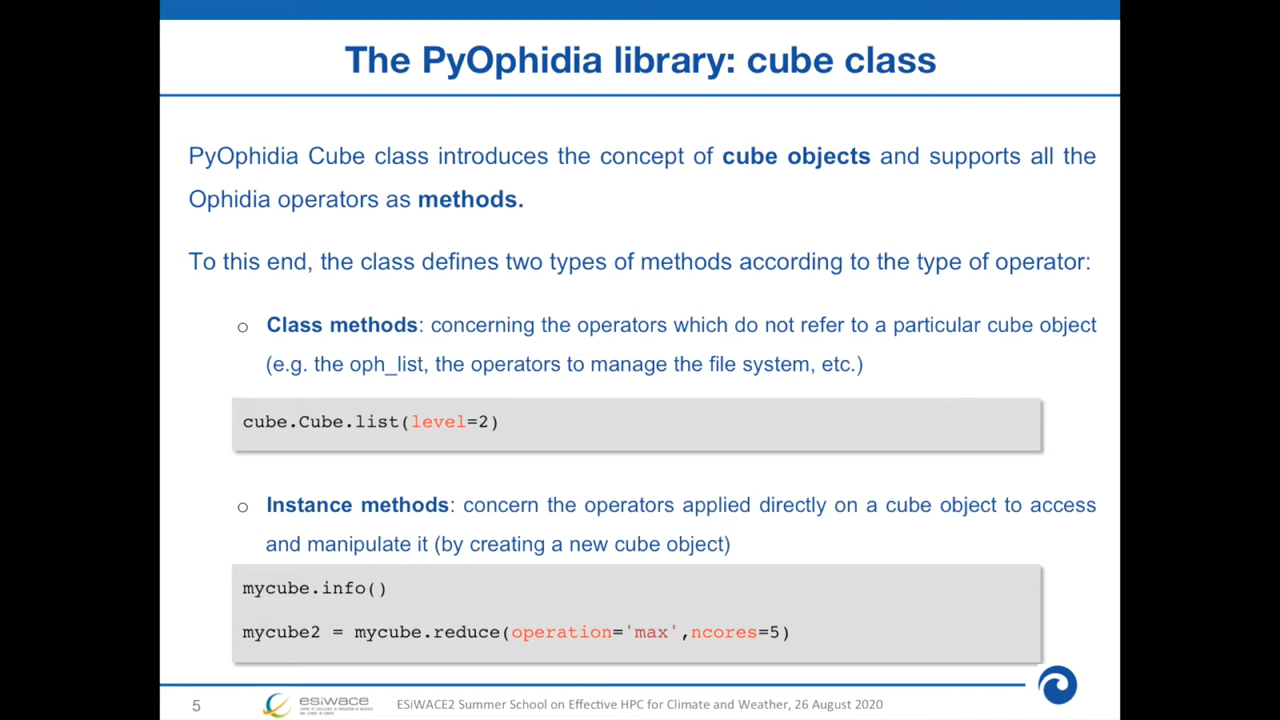 The PyOphidia library: cube class
PyOphidia Cube class introduces the concept of cube objects and supports all the
Ophidia operators as methods.
To this end, the class defines two types of methods according to the type of operator:
o Class methods: concerning the operators which do not refer to a particular cube object
(e.g. the oph_list, the operators to manage the file system, etc.)
cube.Cube.list(level=2)
o Instance methods: concern the operators applied directly on a cube object to access
and manipulate it (by creating a new cube object)
mycube.info()
mycube2 = mycube.reduce(operation='max',ncores=5)
5
esiwace
ESiWACE2 Summer School on Effective HPC for Climate and Weather, 26 August 2020